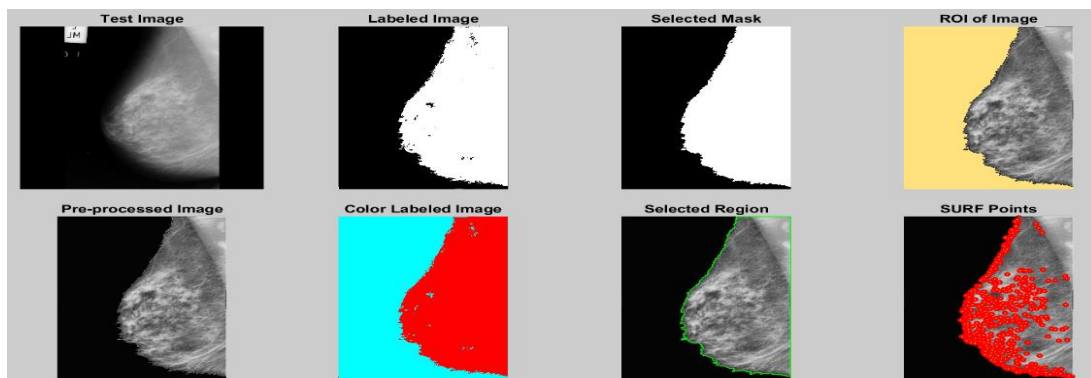 Test Image
Labeled Image
Selected Mask
ROI of Image
Pre-processed Image
Color Labeled Image
Selected Region
SURF Points